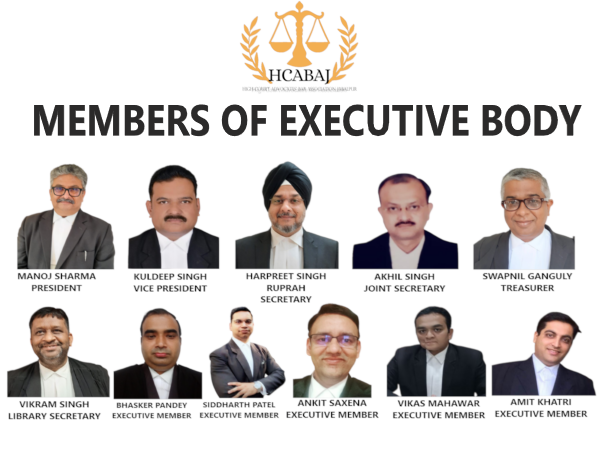 HCABAJ
HIGH COURT ADVOCATES BAR ASSOCIATION JABALPUR
MEMBERS OF EXECUTIVE BODY
MANOJ SHARMA
PRESIDENT
KULDEEP SINGH
VICE PRESIDENT
HARPREET SINGH
RUPRAH
SECRETARY
AKHIL SINGH
JOINT SECRETARY
SWAPNIL GANGULY
TREASURER
VIKRAM SINGH
LIBRARY SECRETARY
BHASKER PANDEY
EXECUTIVE MEMBER
SIDDHARTH PATEL
EXECUTIVE MEMBER
ANKIT SAXENA
EXECUTIVE MEMBER
VIKAS MAHAWAR
EXECUTIVE MEMBER
AMIT KHATRI
EXECUTIVE MEMBER